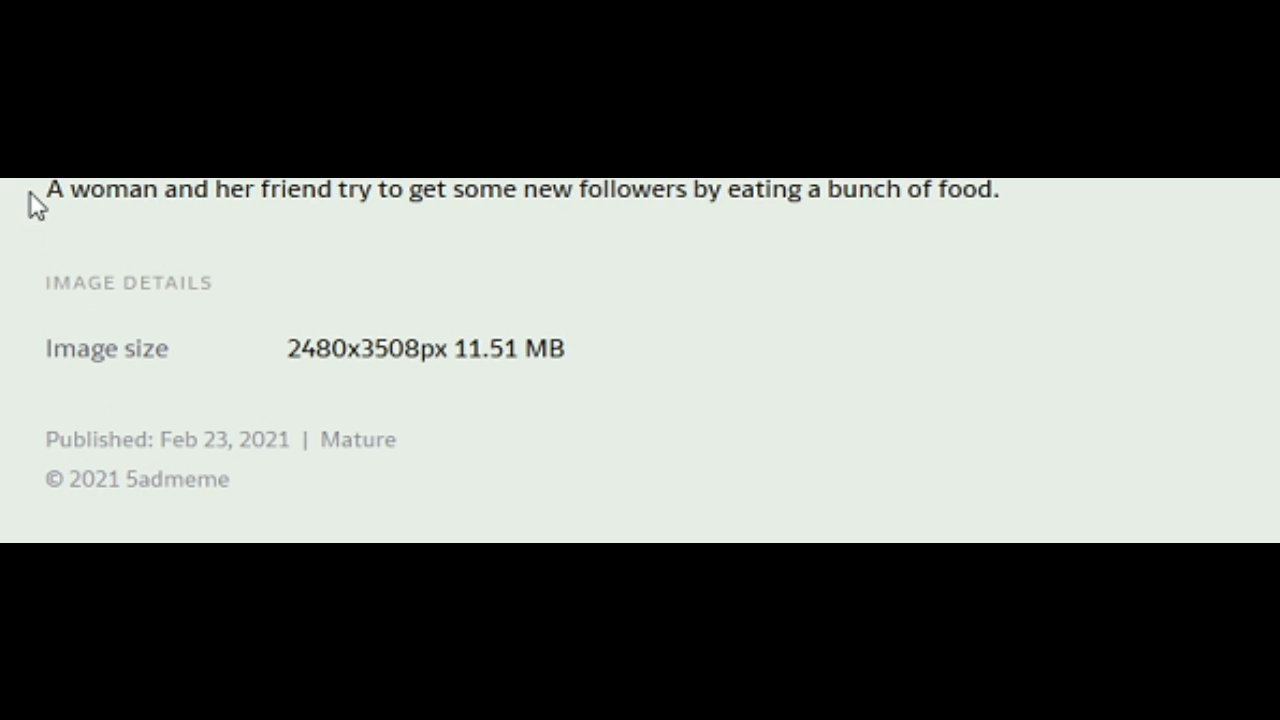 A woman and her friend try to get some new followers by eating a bunch of food.
IMAGE DETAILS
Image size 2480x3508px 11.51 MB
Published: Feb 23, 2021 | Mature
© 2021 5admeme